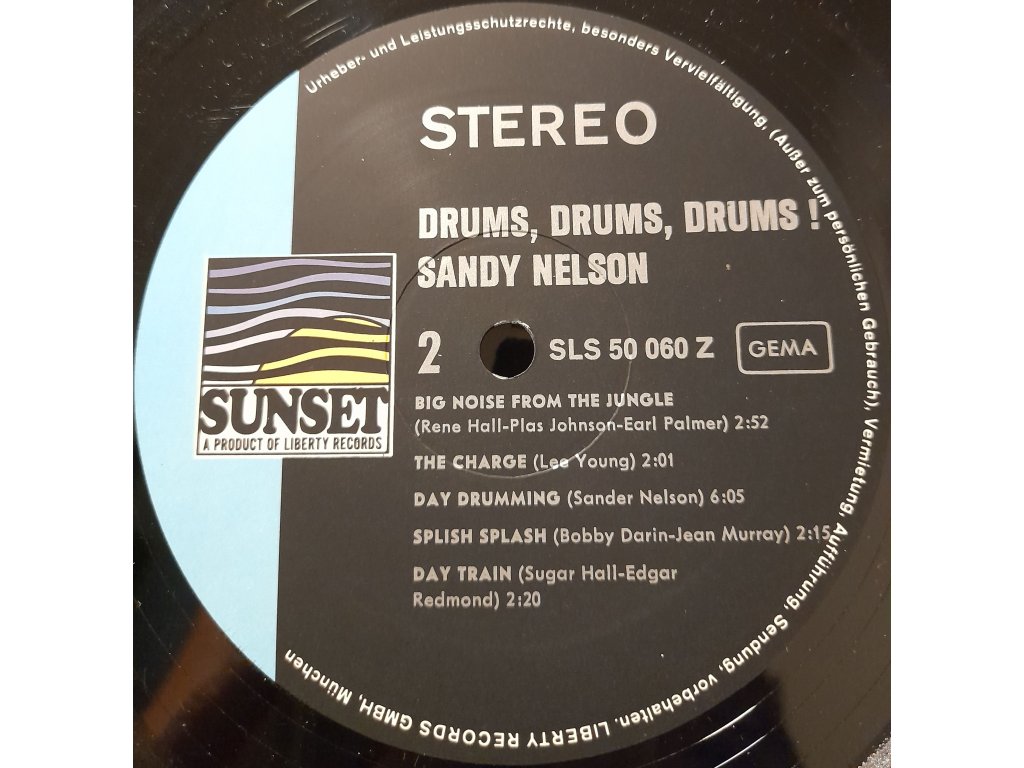 Urheber- und Leistungsschutzrechte, besonders Vervielfältigung, (Außer zum persönlichen Gebrauch), Vermietung, Aufführung, Sendung, vorbehalten. LIBERTY RECORDS GMBH, München
STEREO
DRUMS, DRUMS, DRUMS !
SANDY NELSON
2
SLS 50 060 Z
GEMA
SUNSET
A PRODUCT OF LIBERTY RECORDS
BIG NOISE FROM THE JUNGLE
(Rene Hall-Plas Johnson-Earl Palmer) 2:52
THE CHARGE (Lee Young) 2:01
DAY DRUMMING (Sander Nelson) 6:05
SPLISH SPLASH (Bobby Darin-Jean Murray) 2:15
DAY TRAIN (Sugar Hall-Edgar
Redmond) 2:20